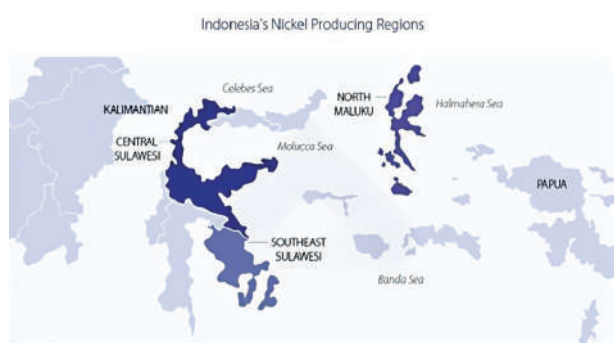 Indonesia's Nickel Producing Regions
Celebes Sea
KALIMANTIAN
NORTH
MALUKU
Halmahera Sea
CENTRAL
SULAWESI
Molucca Sea
PAPUA
SOUTHEAST
SULAWESI
Banda Sea